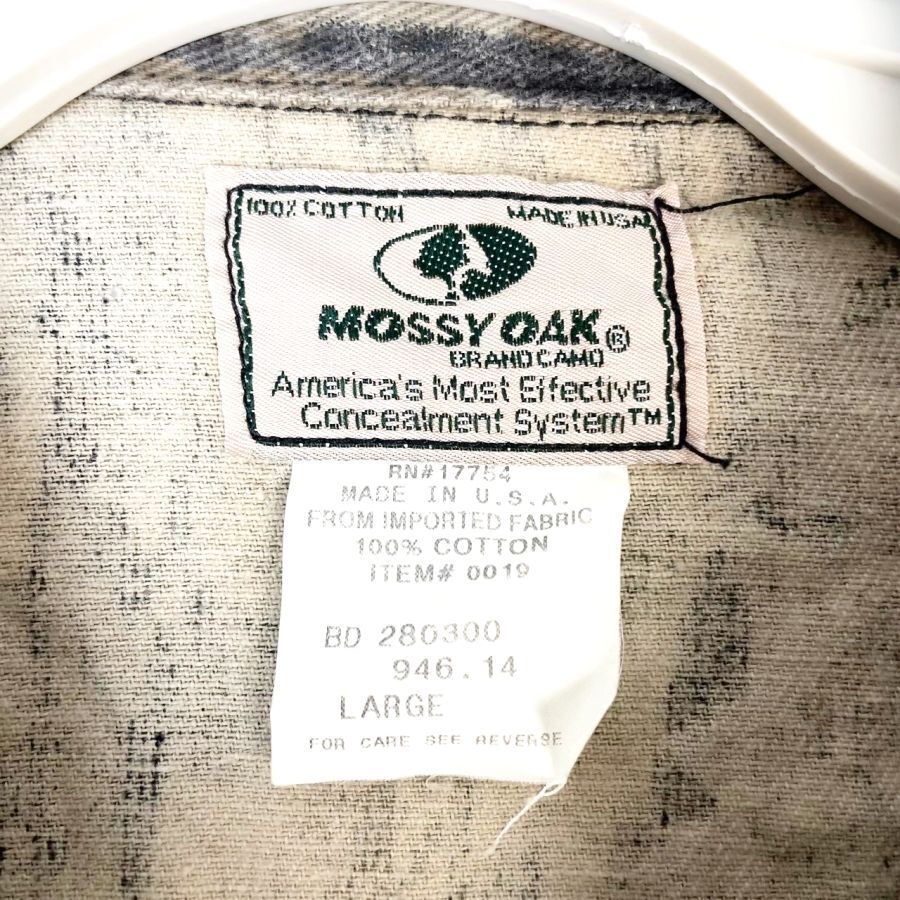 100% COTTON MADE IN USA
MOSSY OAK®
BRAND CAMO
America's Most Effective
Concealment System™
RN#17754
MADE IN U.S.A.
FROM IMPORTED FABRIC
100% COTTON
ITEM# 0019
BD 280300
946.14
LARGE
FOR CARE SEE REVERSE